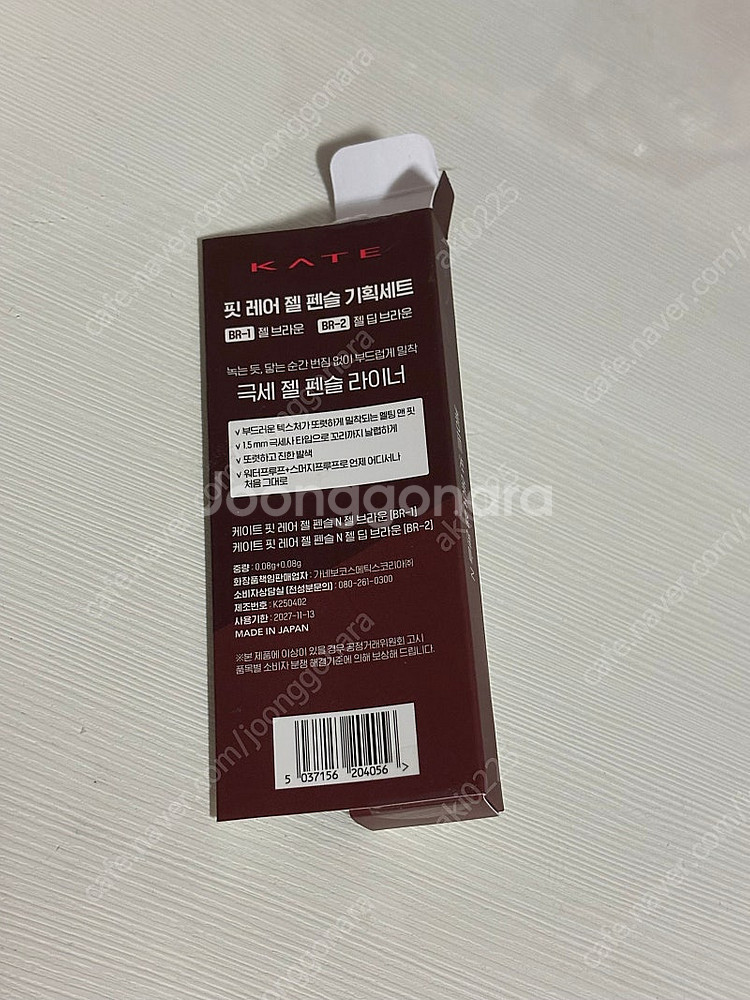 KATE
핏 레어 젤 펜슬 기획세트
BR-1 젤 브라운 BR-2 젤 딥 브라운
녹는 듯, 닿는 순간 번짐 없이 부드럽게 밀착
극세 젤 펜슬 라이너
√ 부드러운 텍스처가 또렷하게 밀착되는 멜팅 앤 핏
√ 1.5 mm 극세사 타입으로 꼬리까지 날렵하게
√ 또렷하고 진한 발색
√ 워터프루프+스머지프루프로 언제 어디서나
처음 그대로
Joonggonara
케이트 핏 레어 젤 펜슬 N 젤 브라운 [BR-1]
케이트 핏 레어 젤 펜슬 N 젤 딥 브라운 [BR-2]
중량 : 0.08g+0.08g
화장품책임판매업자 : 가네보코스메틱스코리아㈜
소비자상담실 (전성분문의) : 080-261-0300
제조번호 : K250402
사용기한 : 2027-11-13
MADE IN JAPAN
※본 제품에 이상이 있을 경우 공정거래위원회 고시
품목별 소비자 분쟁 해결기준에 의해 보상해 드립니다.
5 037156 204056 >
cafe.naver.com/joonggonara
aki0225